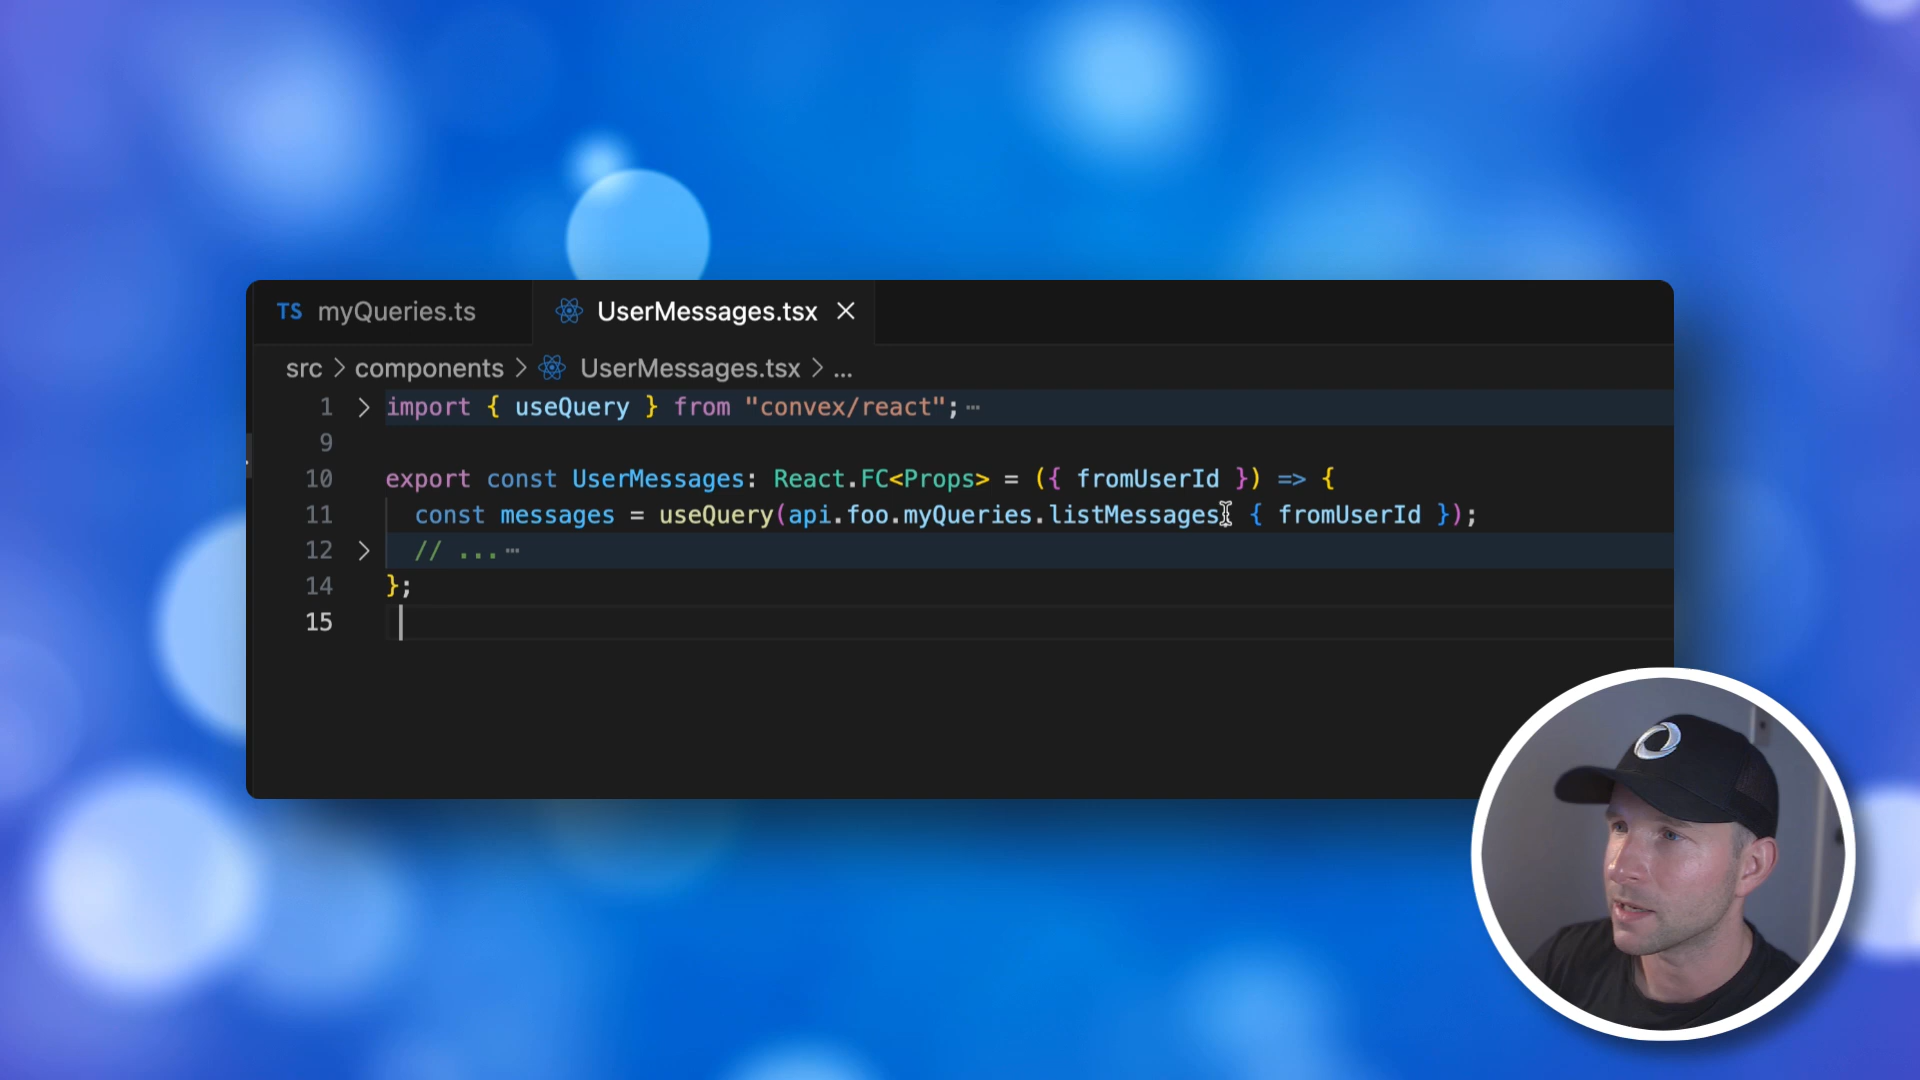 TS myQueries.ts UserMessages.tsx
src > components > UserMessages.tsx > ...
1 import { useQuery } from "convex/react"; ...
9
10 export const UserMessages: React.FC<Props> = ({ fromUserId }) => {
11 const messages = useQuery(api.foo.myQueries.listMessages, { fromUserId });
12 // ... ...
14 };
15